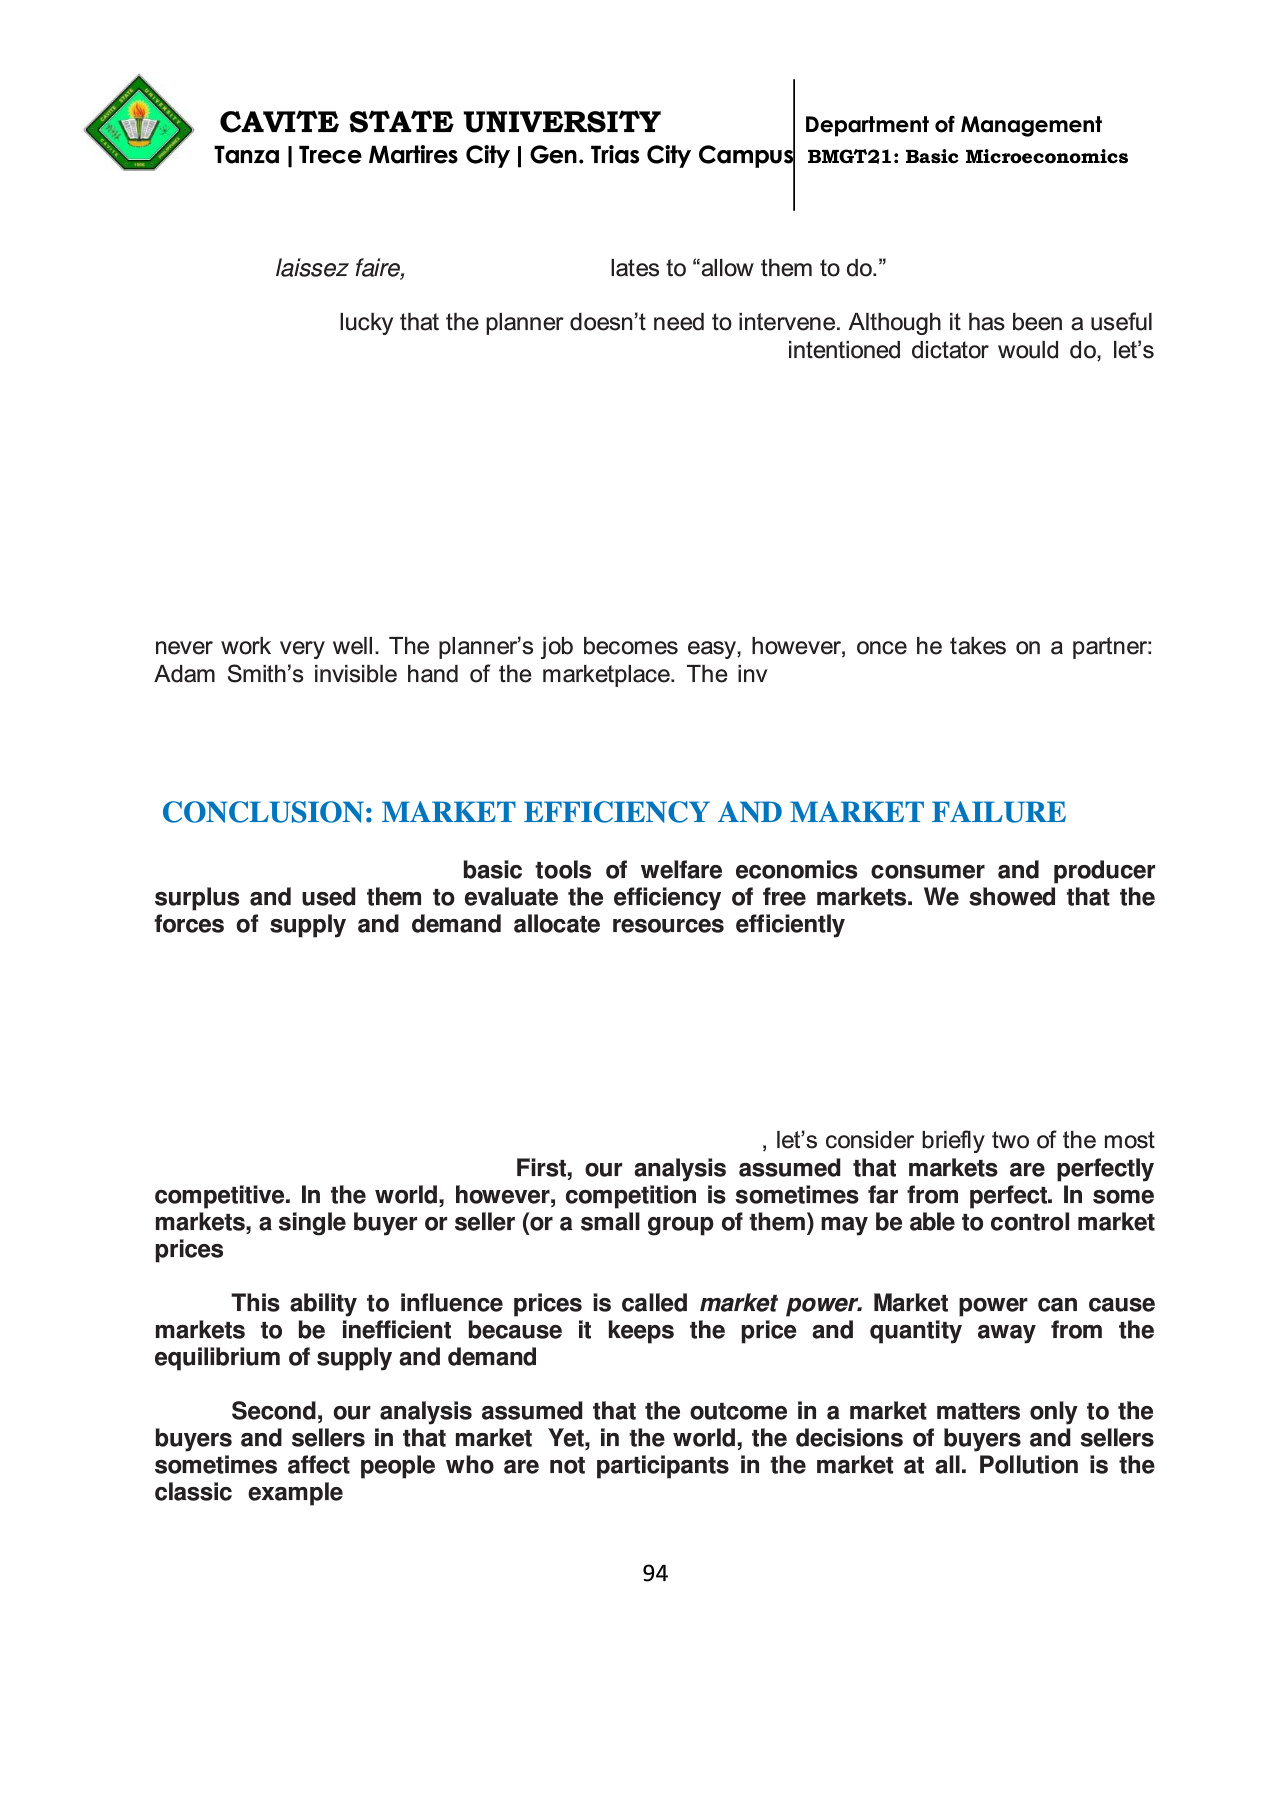 CAVITE STATE UNIVERSITY
Tanza | Trece Martires City | Gen. Trias City Campus
Department of Management
BMGT21: Basic Microeconomics
laissez faire, lates to “allow them to do.”
lucky that the planner doesn’t need to intervene. Although it has been a useful
intentioned dictator would do, let’s
never work very well. The planner’s job becomes easy, however, once he takes on a partner:
Adam Smith’s invisible hand of the marketplace. The inv
CONCLUSION: MARKET EFFICIENCY AND MARKET FAILURE
basic tools of welfare economics consumer and producer
surplus and used them to evaluate the efficiency of free markets. We showed that the
forces of supply and demand allocate resources efficiently
, let’s consider briefly two of the most
First, our analysis assumed that markets are perfectly
competitive. In the world, however, competition is sometimes far from perfect. In some
markets, a single buyer or seller (or a small group of them) may be able to control market
prices
This ability to influence prices is called market power. Market power can cause
markets to be inefficient because it keeps the price and quantity away from the
equilibrium of supply and demand
Second, our analysis assumed that the outcome in a market matters only to the
buyers and sellers in that market Yet, in the world, the decisions of buyers and sellers
sometimes affect people who are not participants in the market at all. Pollution is the
classic example
94